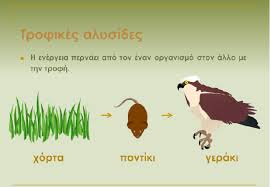 Τροφικές αλυσίδες
Η ενέργεια περνάει από τον έναν οργανισμό στον άλλο με
την τροφή.
χόρτα ποντίκι γεράκι